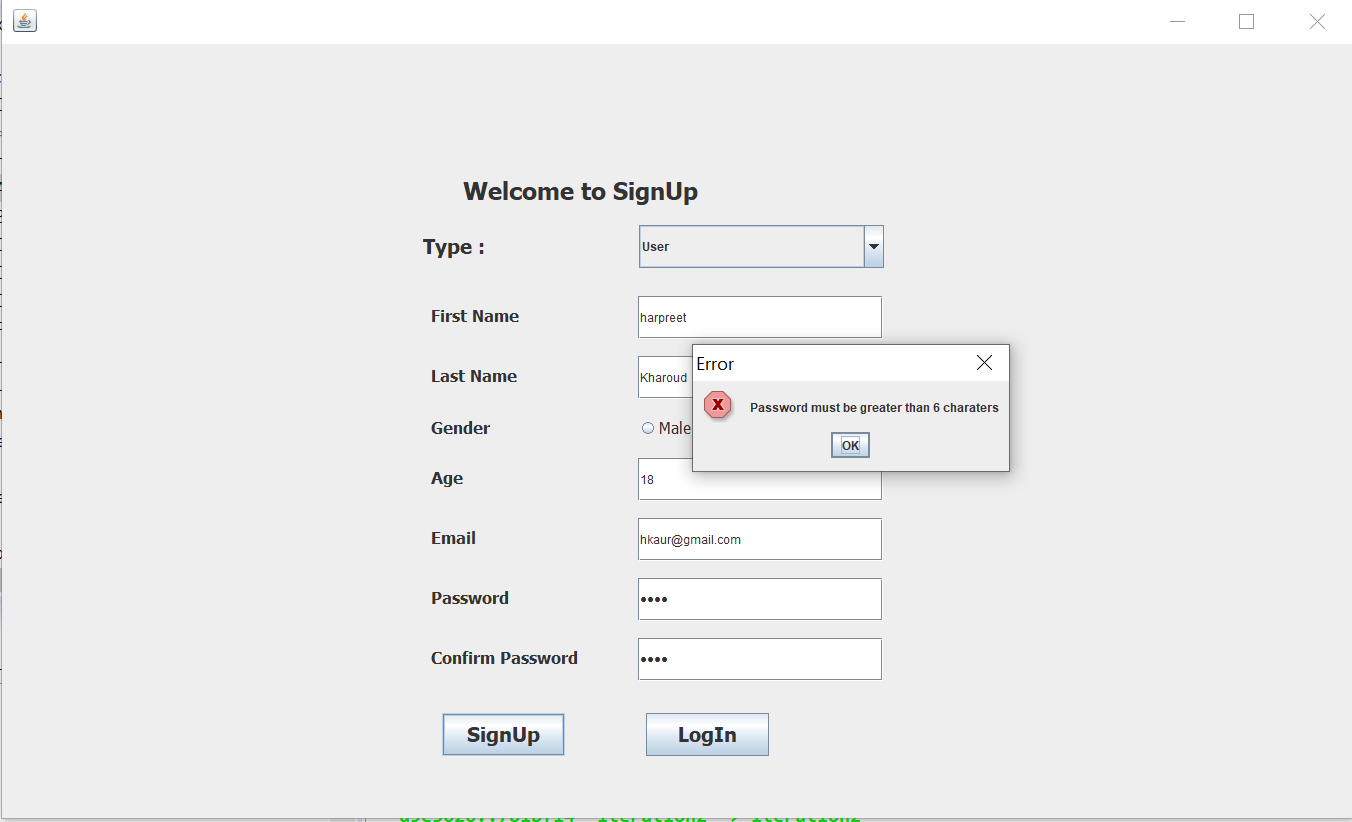 Welcome to SignUp
Type : User
First Name harpreet
Last Name Kharoud
Error
Password must be greater than 6 charaters
OK
Gender Male
Age 18
Email hkaur@gmail.com
Password ••••
Confirm Password ••••
SignUp LogIn